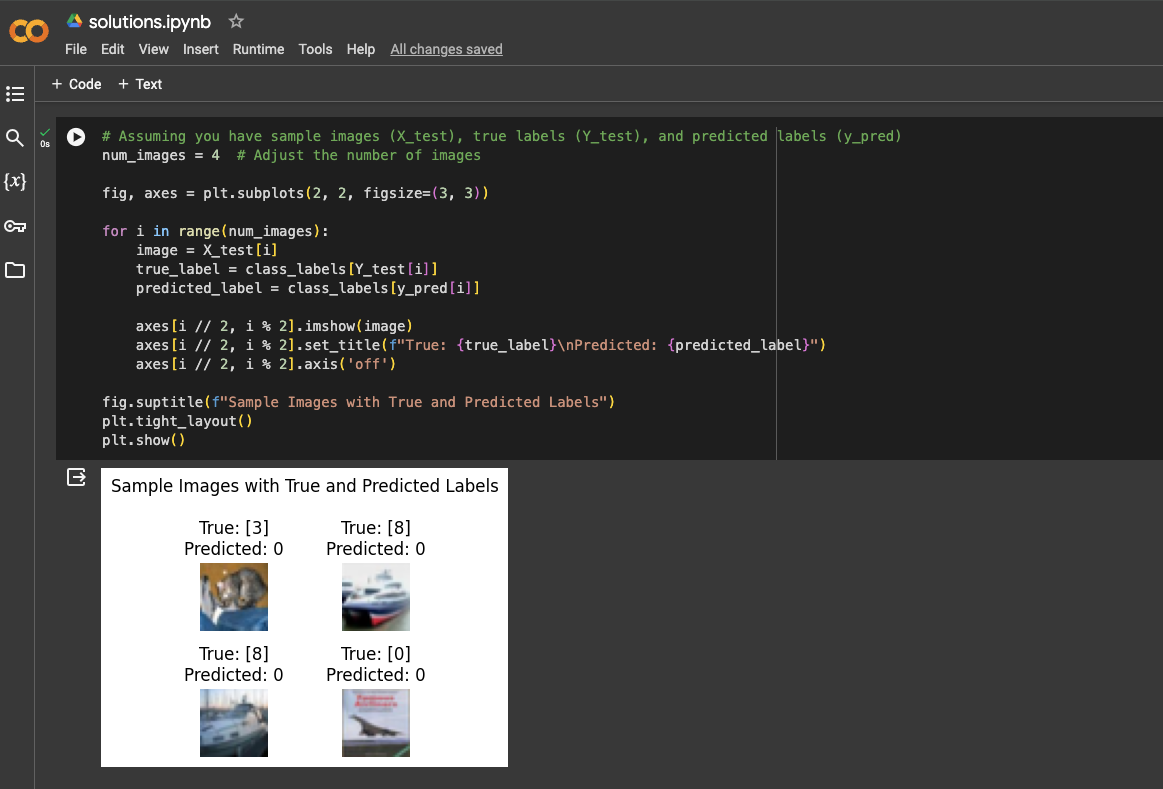 solutions.ipynb
File Edit View Insert Runtime Tools Help All changes saved
+ Code + Text
0s
{x}
# Assuming you have sample images (X_test), true labels (Y_test), and predicted labels (y_pred)
num_images = 4  # Adjust the number of images
fig, axes = plt.subplots(2, 2, figsize=(3, 3))
for i in range(num_images):
    image = X_test[i]
    true_label = class_labels[Y_test[i]]
    predicted_label = class_labels[y_pred[i]]
    axes[i // 2, i % 2].imshow(image)
    axes[i // 2, i % 2].set_title(f"True: {true_label}\nPredicted: {predicted_label}")
    axes[i // 2, i % 2].axis('off')
fig.suptitle(f"Sample Images with True and Predicted Labels")
plt.tight_layout()
plt.show()
Sample Images with True and Predicted Labels
True: [3] True: [8]
Predicted: 0 Predicted: 0
True: [8] True: [0]
Predicted: 0 Predicted: 0